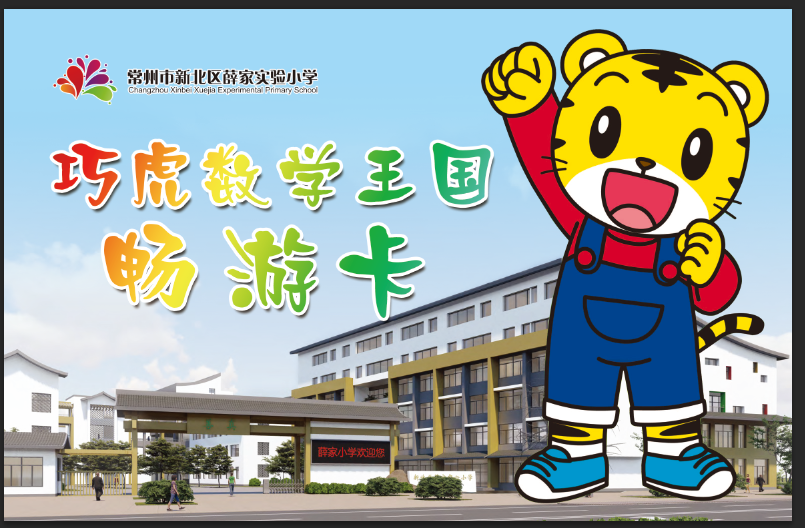 常州市新北区薛家实验小学
Changzhou Xinbei Xuejia Experimental Primary School
巧虎数学王国
畅游卡
薛家小学欢迎您